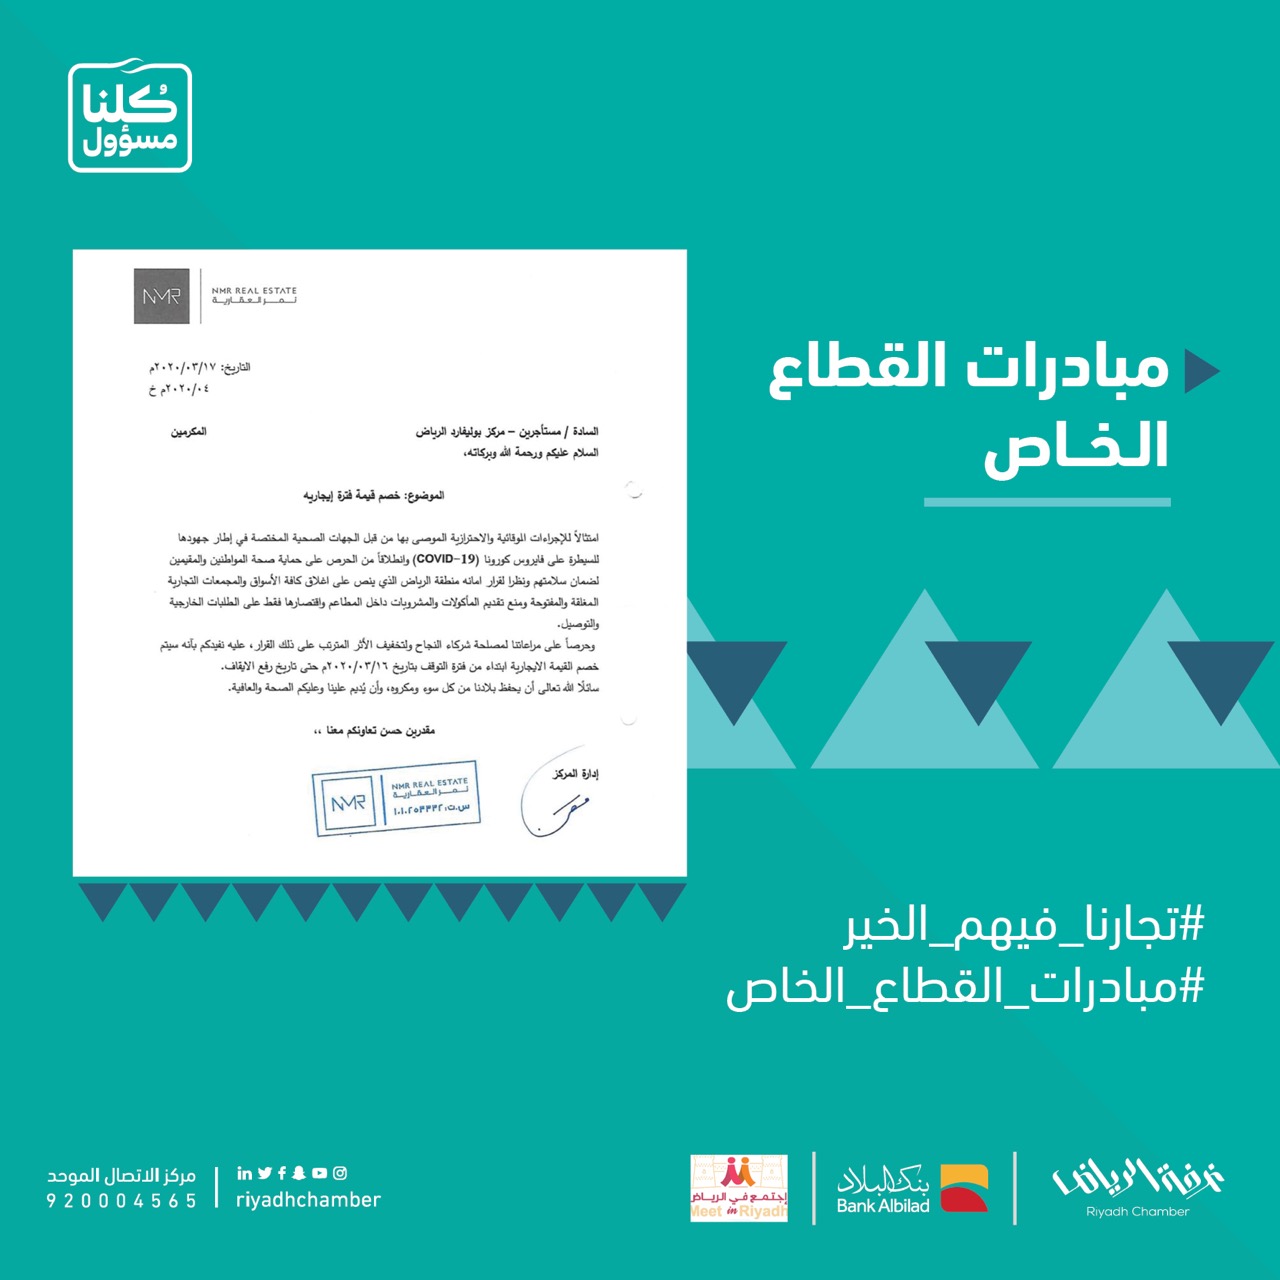 كُلنا
مسؤول
مبادرات القطاع
الخاص
NMR
NMR REAL ESTATE
نمر العقارية
التاريخ: ٢٠٢٠/٠٣/١٧م
٢٠٢٠/٠٤م خ
السادة / مستأجرين – مركز بوليفارد الرياض المكرمين
السلام عليكم ورحمة الله وبركاته،
الموضوع: خصم قيمة فترة إيجاريه
امتثالاً للإجراءات الوقائية والاحترازية الموصى بها من قبل الجهات الصحية المختصة في إطار جهودها
للسيطرة على فايروس كورونا (COVID–19) وانطلاقاً من الحرص على حماية صحة المواطنين والمقيمين
لضمان سلامتهم ونظرا لقرار امانه منطقة الرياض الذي ينص على اغلاق كافة الأسواق والمجمعات التجارية
المغلقة والمفتوحة ومنع تقديم المأكولات والمشروبات داخل المطاعم واقتصارها فقط على الطلبات الخارجية
والتوصيل.
وحرصاً على مراعاتنا لمصلحة شركاء النجاح ولتخفيف الأثر المترتب على ذلك القرار، عليه نفيدكم بآنه سيتم
خصم القيمة الايجارية ابتداء من فترة التوقف بتاريخ ٢٠٢٠/٠٣/١٦م حتى تاريخ رفع الايقاف.
سائلًا الله تعالى أن يحفظ بلادنا من كل سوء ومكروه، وأن يُديم علينا وعليكم الصحة والعافية.
مقدرين حسن تعاونكم معنا ،،
إدارة المركز
NMR
NMR REAL ESTATE
نمر العقارية
س.ت:
#تجارنا_فيهم_الخير
#مبادرات_القطاع_الخاص
غرفة الرياض
Riyadh Chamber
بنك البلاد
Bank Albilad
إجتمع في الرياض
Meet in Riyadh
riyadhchamber
مركز الاتصال الموحد
920004565